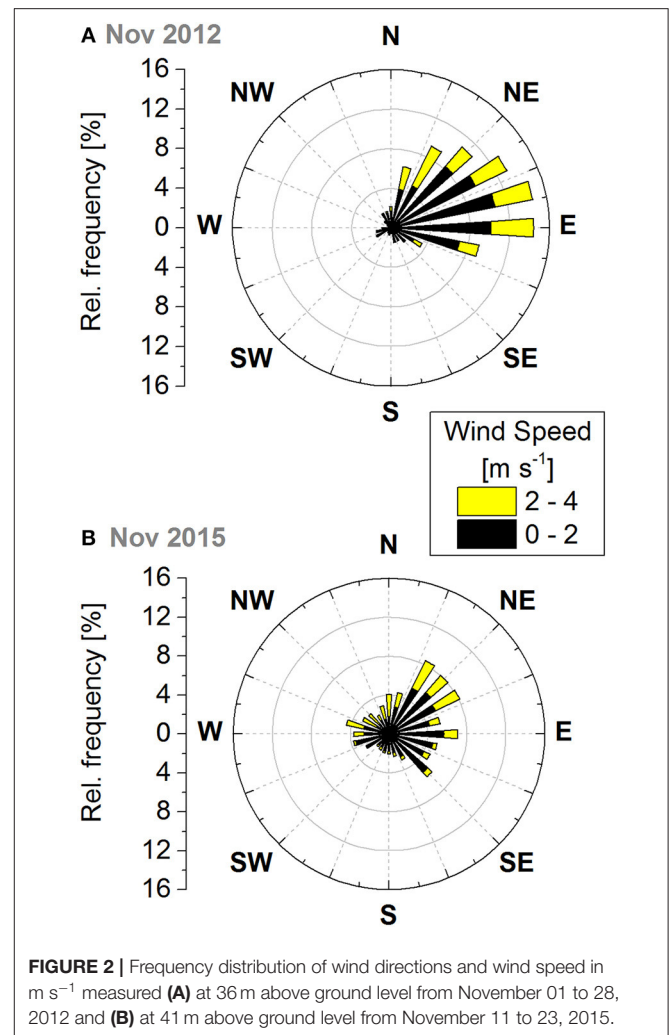 A Nov 2012
N
NE
E
SE
S
SW
W
NW
Rel. frequency [%]
16
12
8
4
0
4
8
12
16
Wind Speed
[m s⁻¹]
2 - 4
0 - 2
B Nov 2015
N
NE
E
SE
S
SW
W
NW
Rel. frequency [%]
16
12
8
4
0
4
8
12
16
FIGURE 2 | Frequency distribution of wind directions and wind speed in
m s⁻¹ measured (A) at 36 m above ground level from November 01 to 28,
2012 and (B) at 41 m above ground level from November 11 to 23, 2015.